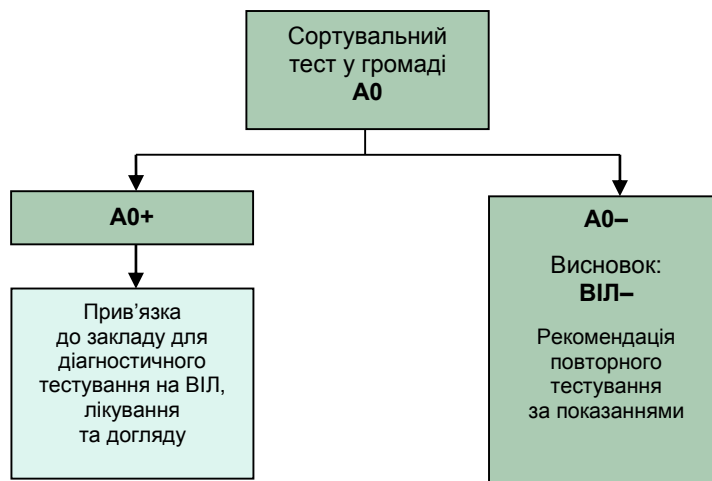 Сортувальний
тест у громаді
А0
А0+
Прив’язка
до закладу для
діагностичного
тестування на ВІЛ,
лікування
та догляду
А0–
Висновок:
ВІЛ–
Рекомендація
повторного
тестування
за показаннями